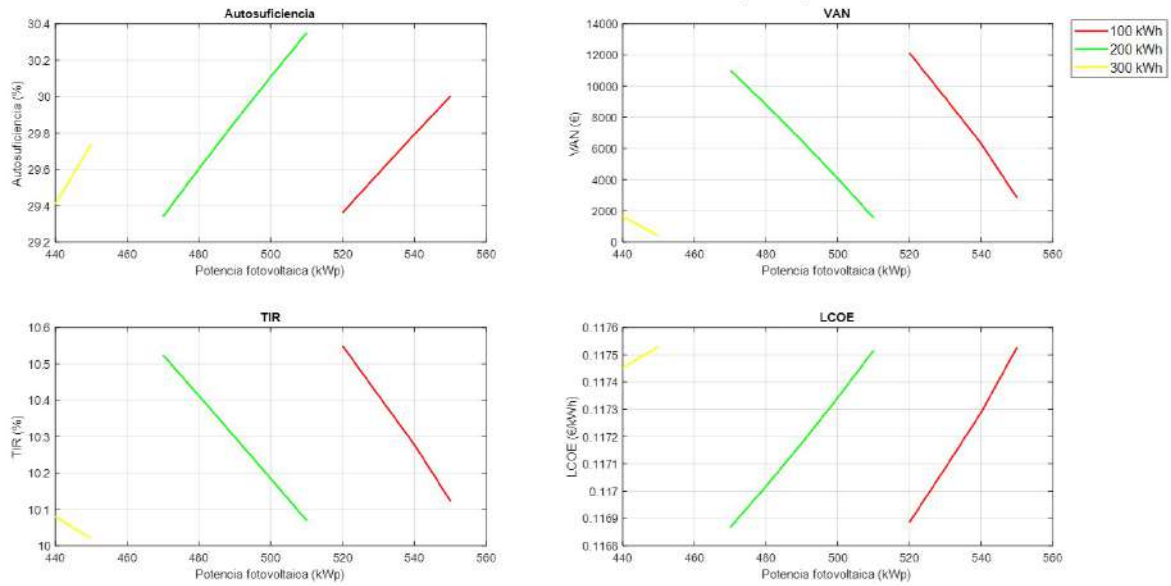 Autosuficiencia
Autosuficiencia (%)
30.4
30.2
30
29.8
29.6
29.4
29.2
440 460 480 500 520 540 560
Potencia fotovoltaica (kWp)
VAN
VAN (€)
14000
12000
10000
8000
6000
4000
2000
0
440 460 480 500 520 540 560
Potencia fotovoltaica (kWp)
100 kWh
200 kWh
300 kWh
TIR
TIR (%)
10.6
10.5
10.4
10.3
10.2
10.1
10
440 460 480 500 520 540 560
Potencia fotovoltaica (kWp)
LCOE
LCOE (€/kWh)
0.1176
0.1175
0.1174
0.1173
0.1172
0.1171
0.117
0.1169
0.1168
440 460 480 500 520 540 560
Potencia fotovoltaica (kWp)